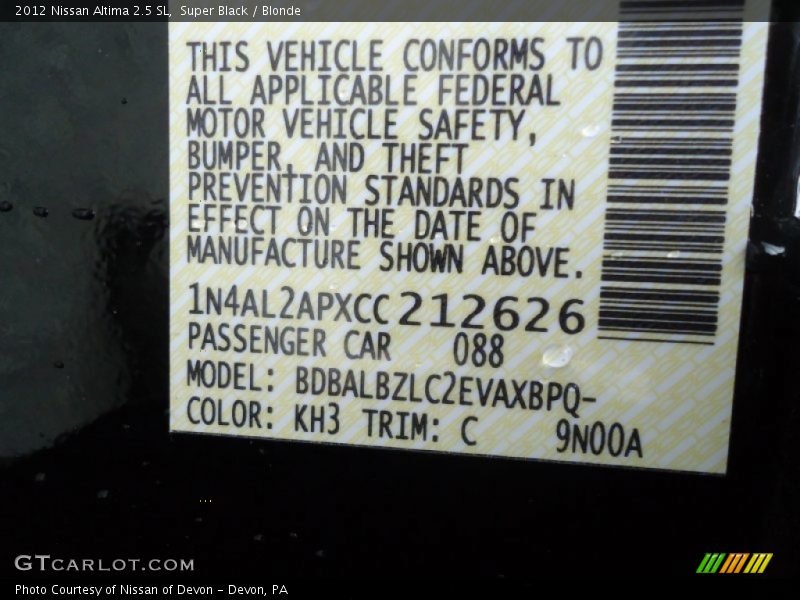 2012 Nissan Altima 2.5 SL, Super Black / Blonde
THIS VEHICLE CONFORMS TO
ALL APPLICABLE FEDERAL
MOTOR VEHICLE SAFETY,
BUMPER, AND THEFT
PREVENTION STANDARDS IN
EFFECT ON THE DATE OF
MANUFACTURE SHOWN ABOVE.
1N4AL2APXCC212626
PASSENGER CAR 088
MODEL: BDBALBZLC2EVAXBPQ-
COLOR: KH3 TRIM: C 9N00A
GTCARLOT.COM
Photo Courtesy of Nissan of Devon - Devon, PA